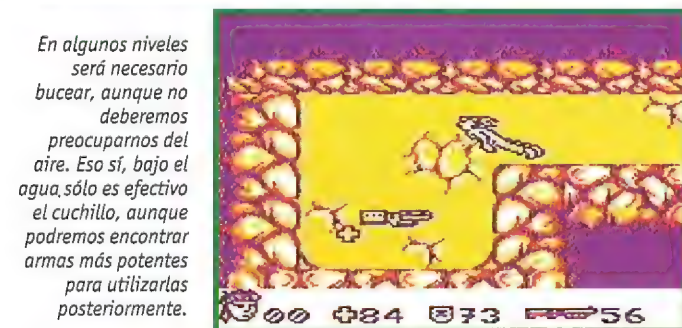 En algunos niveles
será necesario
bucear, aunque no
deberemos
preocuparnos del
aire. Eso sí, bajo el
agua, sólo es efectivo
el cuchillo, aunque
podremos encontrar
armas más potentes
para utilizarlas
posteriormente.
00 84 73 56